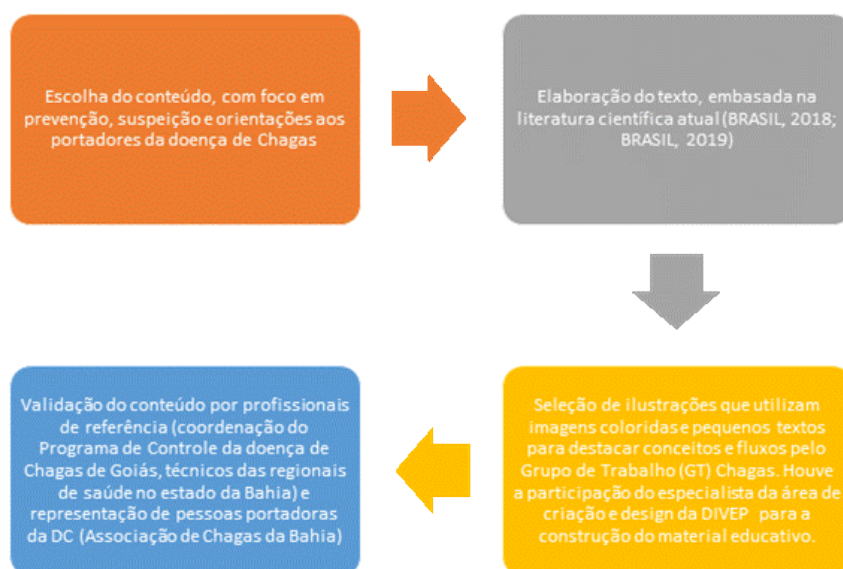 Escolha do conteúdo, com foco em
prevenção, suspeição e orientações aos
portadores da doença de Chagas
Elaboração do texto, embasada na
literatura científica atual (BRASIL, 2018;
BRASIL, 2019)
Seleção de ilustrações que utilizam
imagens coloridas e pequenos textos
para destacar conceitos e fluxos pelo
Grupo de Trabalho (GT) Chagas. Houve
a participação do especialista da área de
criação e design da DIVEP para a
construção do material educativo.
Validação do conteúdo por profissionais
de referência (coordenação do
Programa de Controle da doença de
Chagas de Goiás, técnicos das regionais
de saúde no estado da Bahia) e
representação de pessoas portadoras
da DC (Associação de Chagas da Bahia)